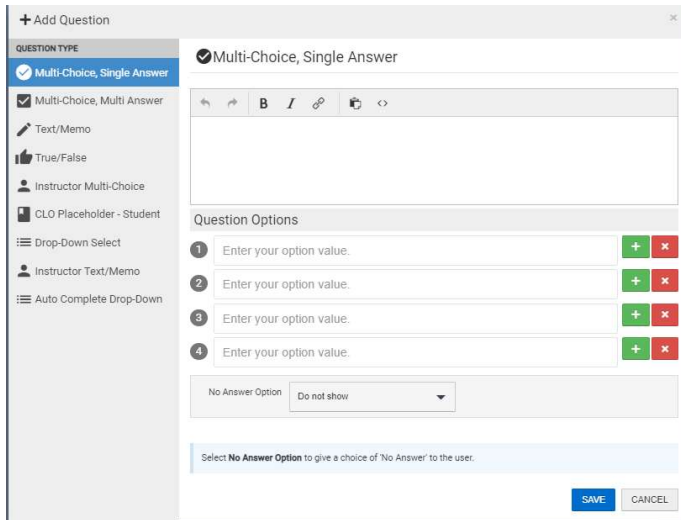 Add Question
QUESTION TYPE
Multi-Choice, Single Answer
Multi-Choice, Multi Answer
Text/Memo
True/False
Instructor Multi-Choice
CLO Placeholder - Student
Drop-Down Select
Instructor Text/Memo
Auto Complete Drop-Down
Multi-Choice, Single Answer
B I
Question Options
1 Enter your option value.
2 Enter your option value.
3 Enter your option value.
4 Enter your option value.
No Answer Option Do not show
Select No Answer Option to give a choice of 'No Answer' to the user.
SAVE CANCEL